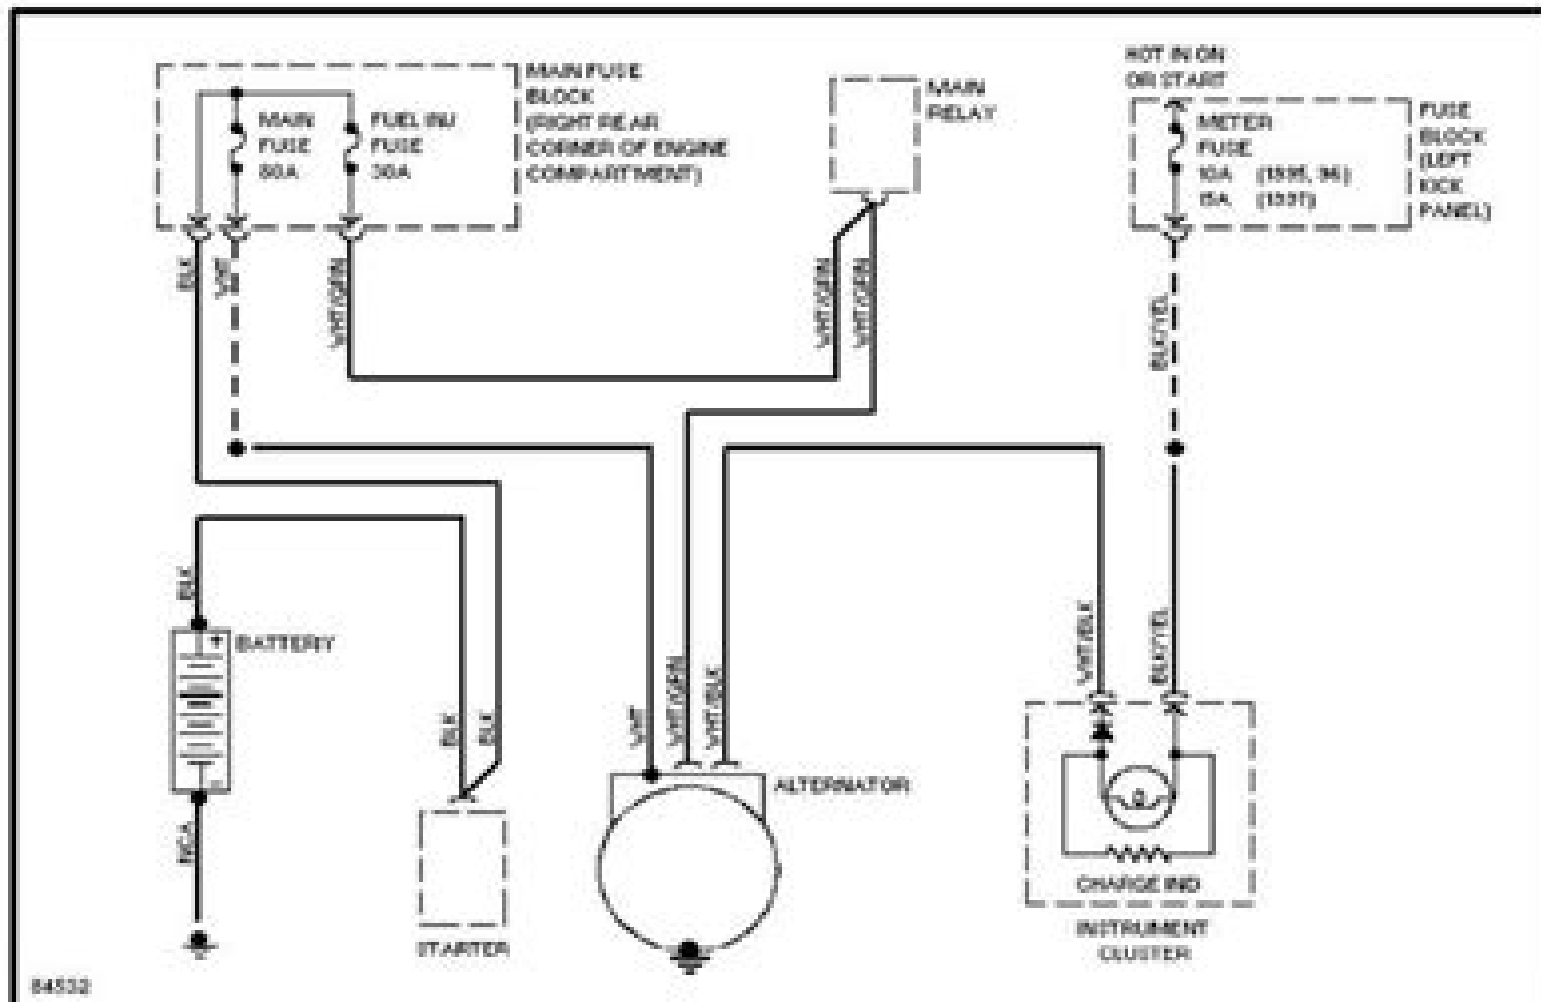 MAIN FUSE
BLOCK
(RIGHT REAR
CORNER OF ENGINE
COMPARTMENT)
MAIN
FUSE
80A
FUEL INJ
FUSE
30A
MAIN
RELAY
HOT IN ON
OR START
METER
FUSE
10A (1995, 96)
15A (1997)
FUSE
BLOCK
(LEFT
KICK
PANEL)
BLK
WHT
WHT/GRN
WHT/GRN
WHT/GRN
BLK/YEL
BLK
BATTERY
+
NCA
BLK
BLK
STARTER
WHT
WHT/GRN
WHT/BLK
ALTERNATOR
WHT/BLK
BLK/YEL
CHARGE IND
INSTRUMENT
CLUSTER
84532